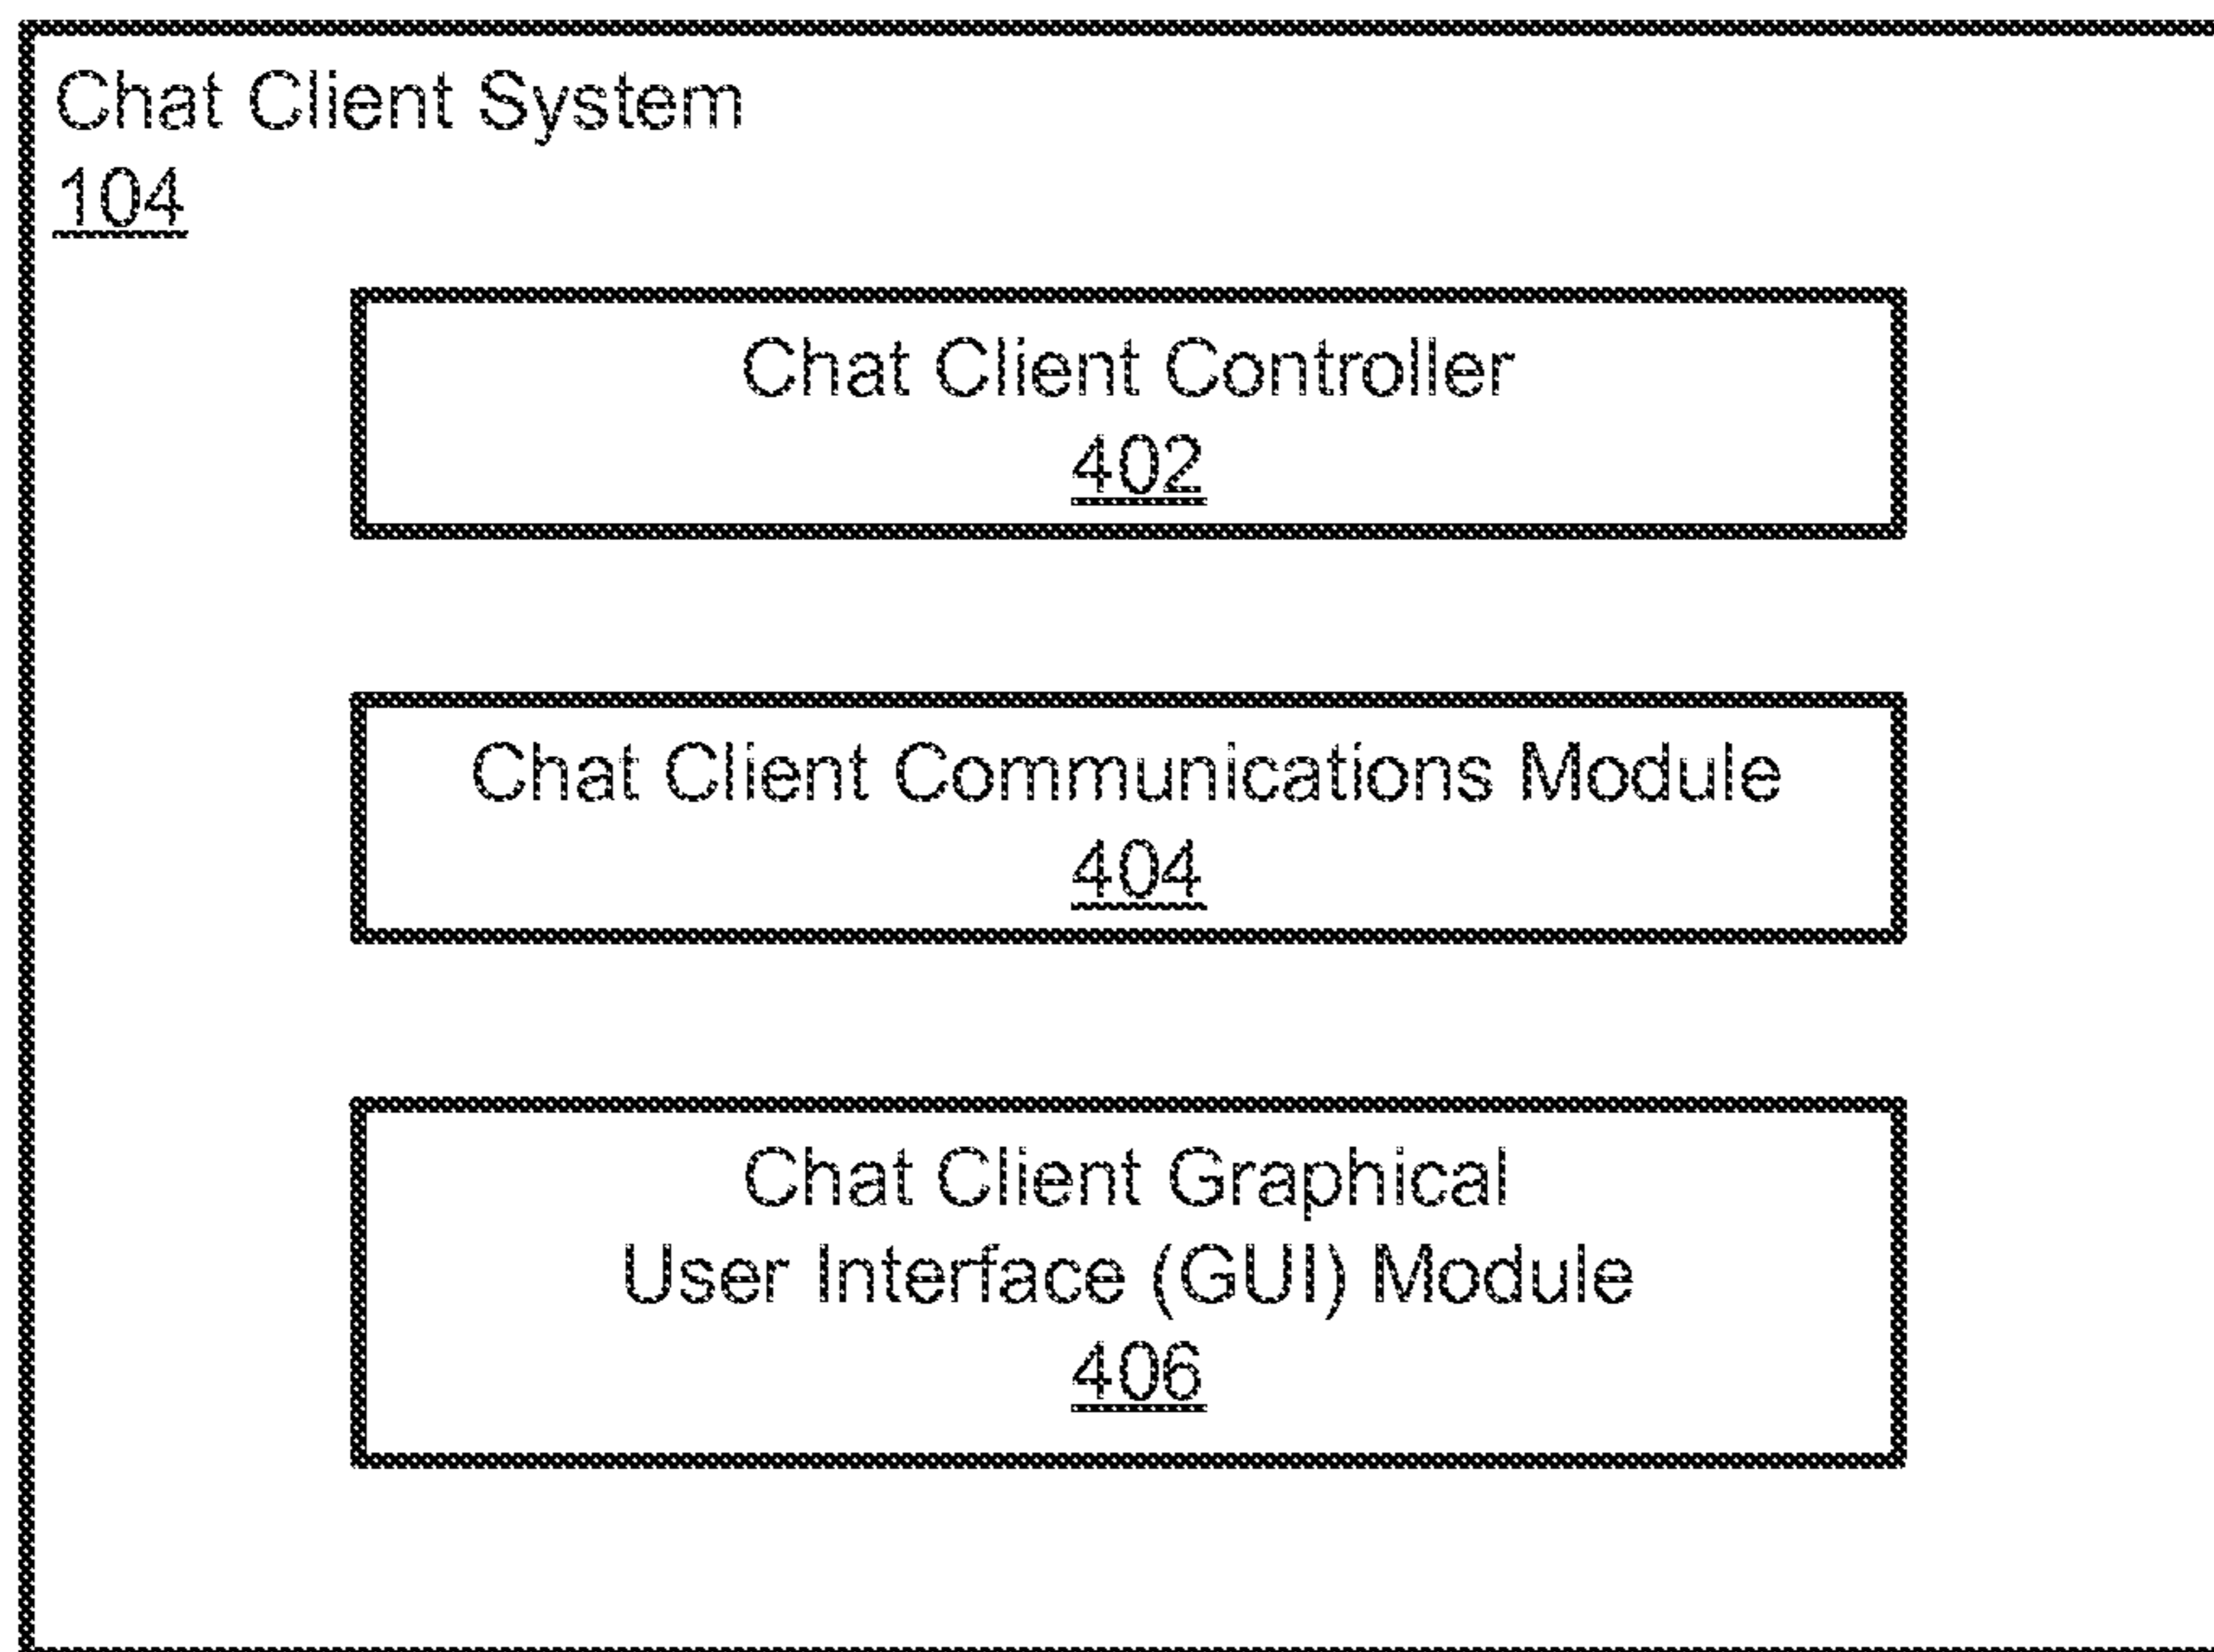 Chat Client System
104
Chat Client Controller
402
Chat Client Communications Module
404
Chat Client Graphical
User Interface (GUI) Module
406